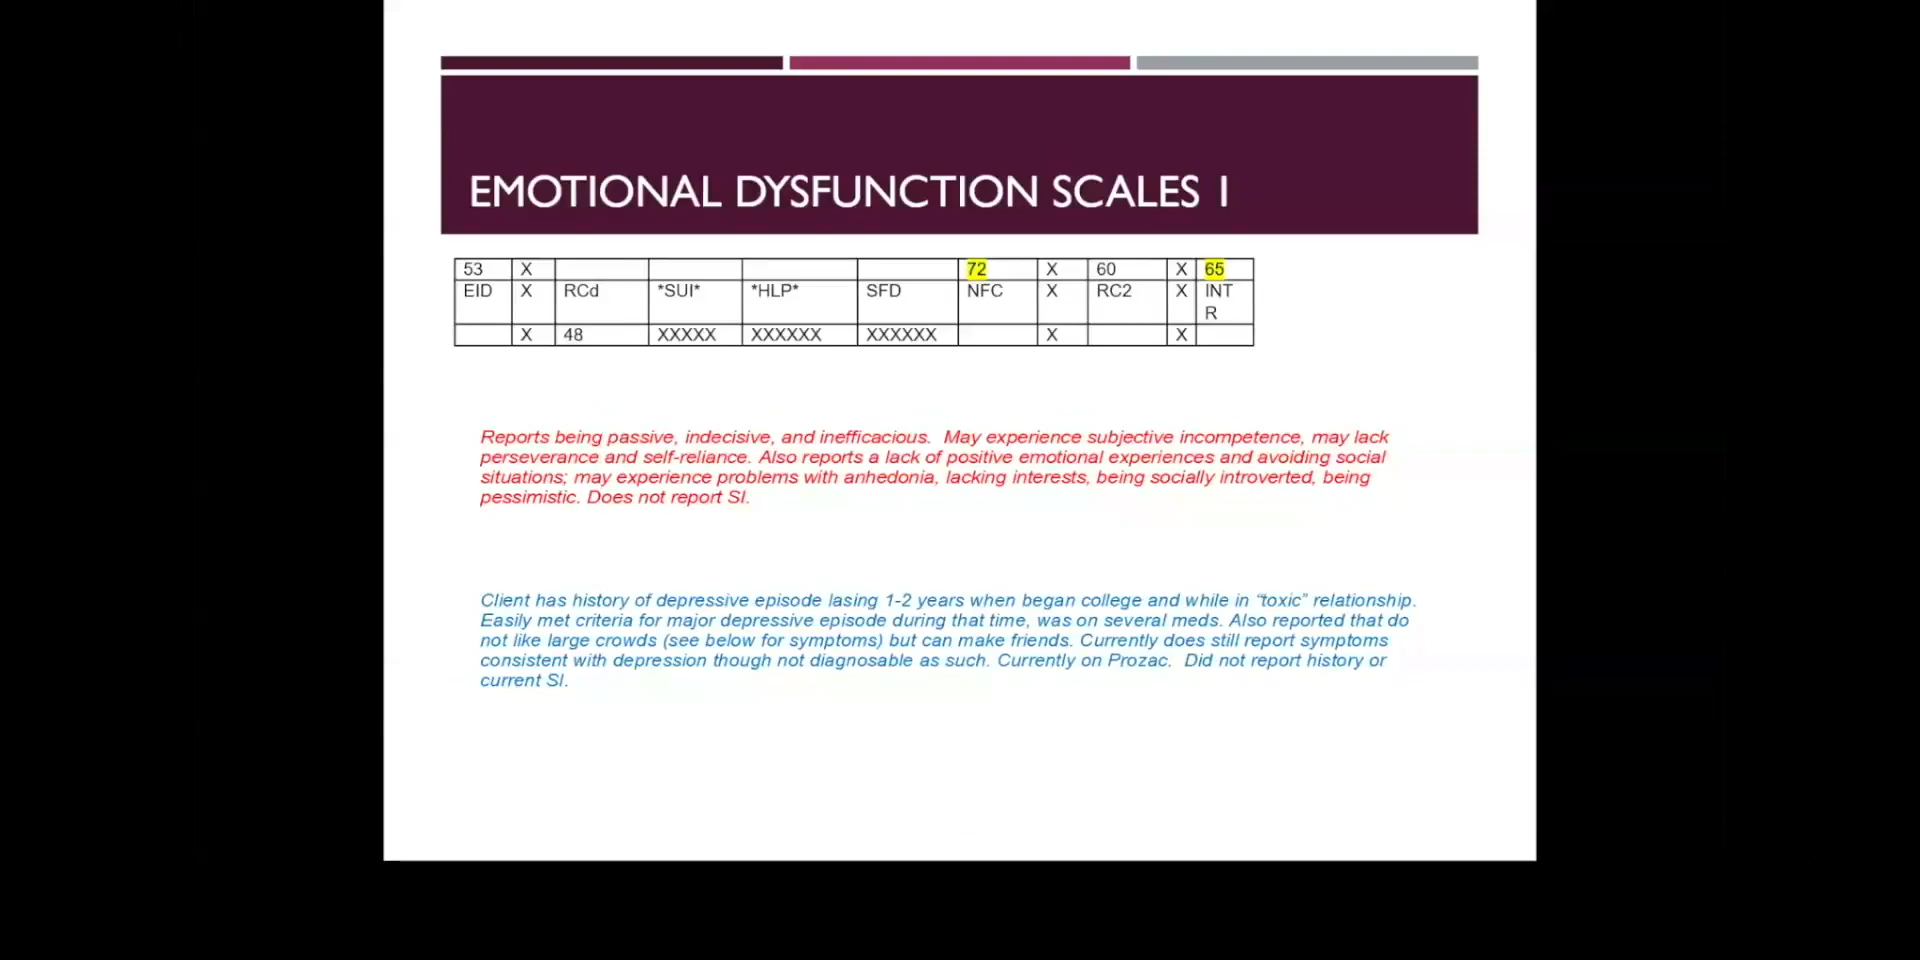 EMOTIONAL DYSFUNCTION SCALES I
53 X 72 X 60 X 65
EID X RCd *SUI* *HLP* SFD NFC X RC2 X INT
R
X 48 XXXXX XXXXXX XXXXXX X X
Reports being passive, indecisive, and inefficacious. May experience subjective incompetence, may lack
perseverance and self-reliance. Also reports a lack of positive emotional experiences and avoiding social
situations; may experience problems with anhedonia, lacking interests, being socially introverted, being
pessimistic. Does not report SI.
Client has history of depressive episode lasing 1-2 years when began college and while in “toxic” relationship.
Easily met criteria for major depressive episode during that time, was on several meds. Also reported that do
not like large crowds (see below for symptoms) but can make friends. Currently does still report symptoms
consistent with depression though not diagnosable as such. Currently on Prozac. Did not report history or
current SI.